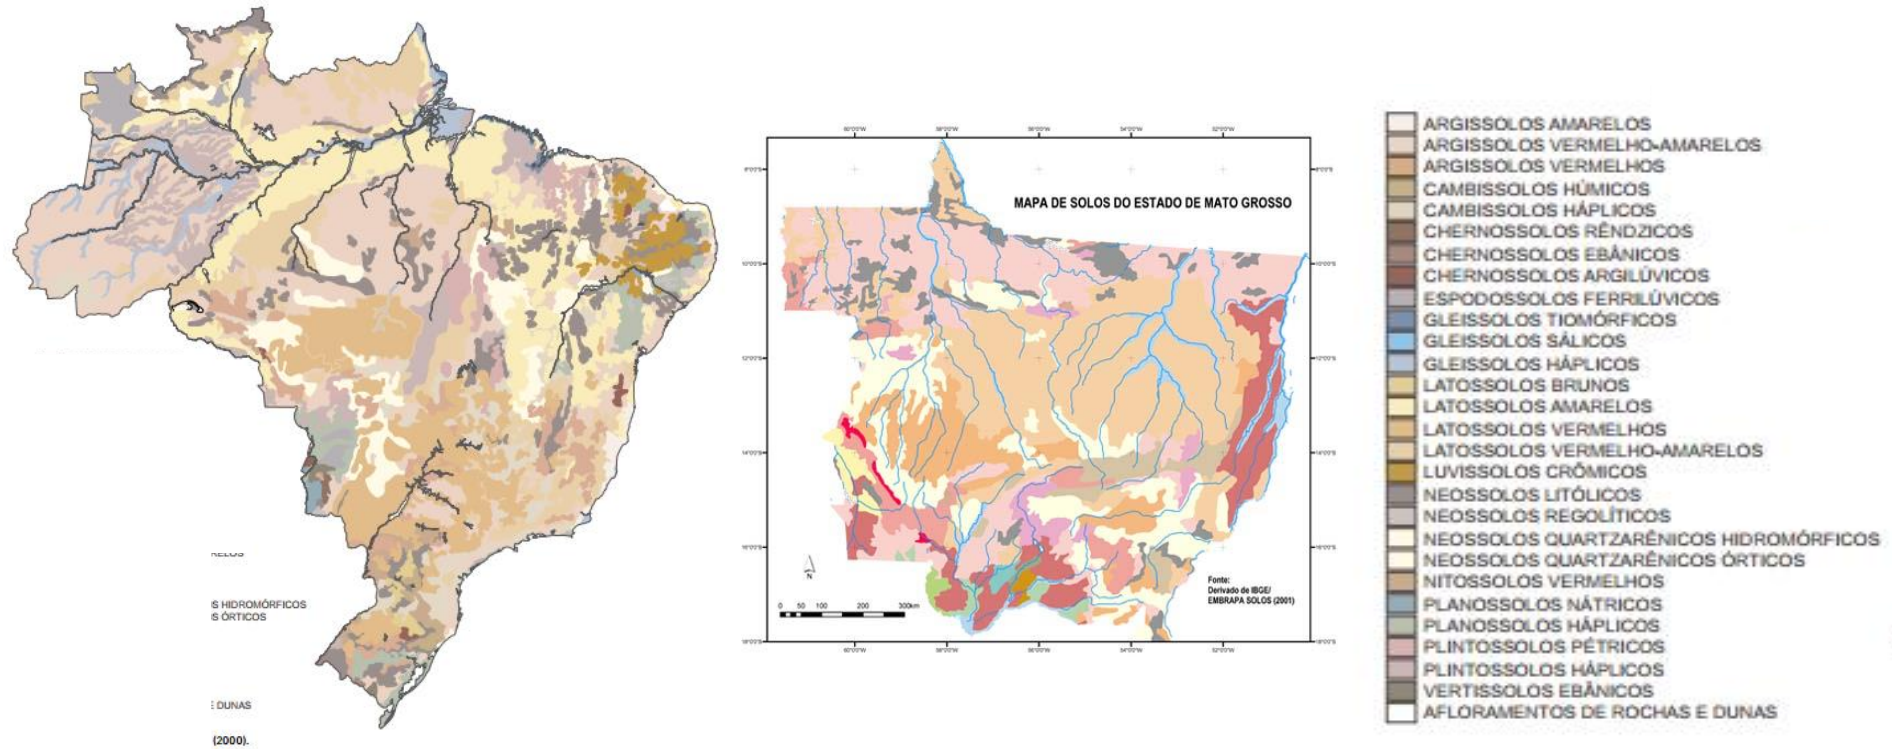 RELOS
S HIDROMÓRFICOS
IS ÓRTICOS
E DUNAS
(2000).
MAPA DE SOLOS DO ESTADO DE MATO GROSSO
N
0 50 100 200 300km
Fonte:
Derivado de IBGE/
EMBRAPA SOLOS (2001)
ARGISSOLOS AMARELOS
ARGISSOLOS VERMELHO-AMARELOS
ARGISSOLOS VERMELHOS
CAMBISSOLOS HÚMICOS
CAMBISSOLOS HÁPLICOS
CHERNOSSOLOS RÊNDZICOS
CHERNOSSOLOS EBÂNICOS
CHERNOSSOLOS ARGILÚVICOS
ESPODOSSOLOS FERRILÚVICOS
GLEISSOLOS TIOMÓRFICOS
GLEISSOLOS SÁLICOS
GLEISSOLOS HÁPLICOS
LATOSSOLOS BRUNOS
LATOSSOLOS AMARELOS
LATOSSOLOS VERMELHOS
LATOSSOLOS VERMELHO-AMARELOS
LUVISSOLOS CRÔMICOS
NEOSSOLOS LITÓLICOS
NEOSSOLOS REGOLÍTICOS
NEOSSOLOS QUARTZARÊNICOS HIDROMÓRFICOS
NEOSSOLOS QUARTZARÊNICOS ÓRTICOS
NITOSSOLOS VERMELHOS
PLANOSSOLOS NÁTRICOS
PLANOSSOLOS HÁPLICOS
PLINTOSSOLOS PÉTRICOS
PLINTOSSOLOS HÁPLICOS
VERTISSOLOS EBÂNICOS
AFLORAMENTOS DE ROCHAS E DUNAS